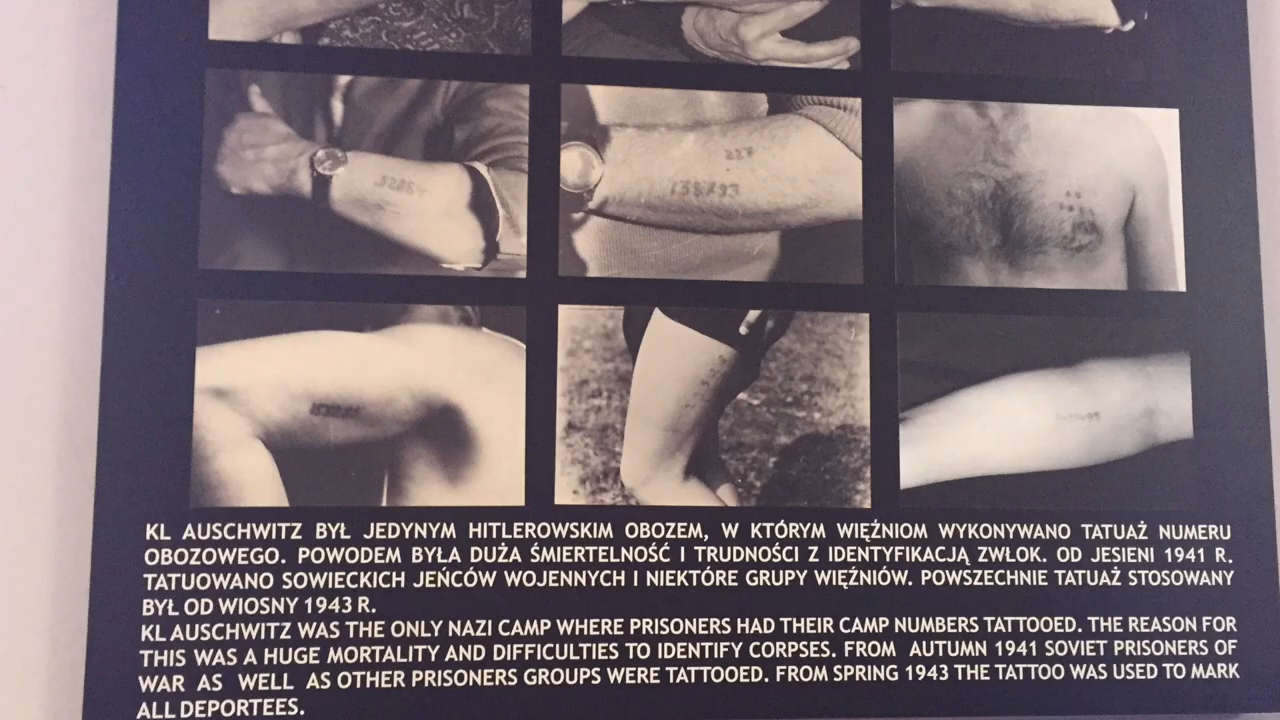 227
138793
KL AUSCHWITZ BYŁ JEDYNYM HITLEROWSKIM OBOZEM, W KTÓRYM WIĘŹNIOM WYKONYWANO TATUAŻ NUMERU
OBOZOWEGO. POWODEM BYŁA DUŻA ŚMIERTELNOŚĆ I TRUDNOŚCI Z IDENTYFIKACJĄ ZWŁOK. OD JESIENI 1941 R.
TATUOWANO SOWIECKICH JEŃCÓW WOJENNYCH I NIEKTÓRE GRUPY WIĘŹNIÓW. POWSZECHNIE TATUAŻ STOSOWANY
BYŁ OD WIOSNY 1943 R.
KL AUSCHWITZ WAS THE ONLY NAZI CAMP WHERE PRISONERS HAD THEIR CAMP NUMBERS TATTOOED. THE REASON FOR
THIS WAS A HUGE MORTALITY AND DIFFICULTIES TO IDENTIFY CORPSES. FROM AUTUMN 1941 SOVIET PRISONERS OF
WAR AS WELL AS OTHER PRISONERS GROUPS WERE TATTOOED. FROM SPRING 1943 THE TATTOO WAS USED TO MARK
ALL DEPORTEES.